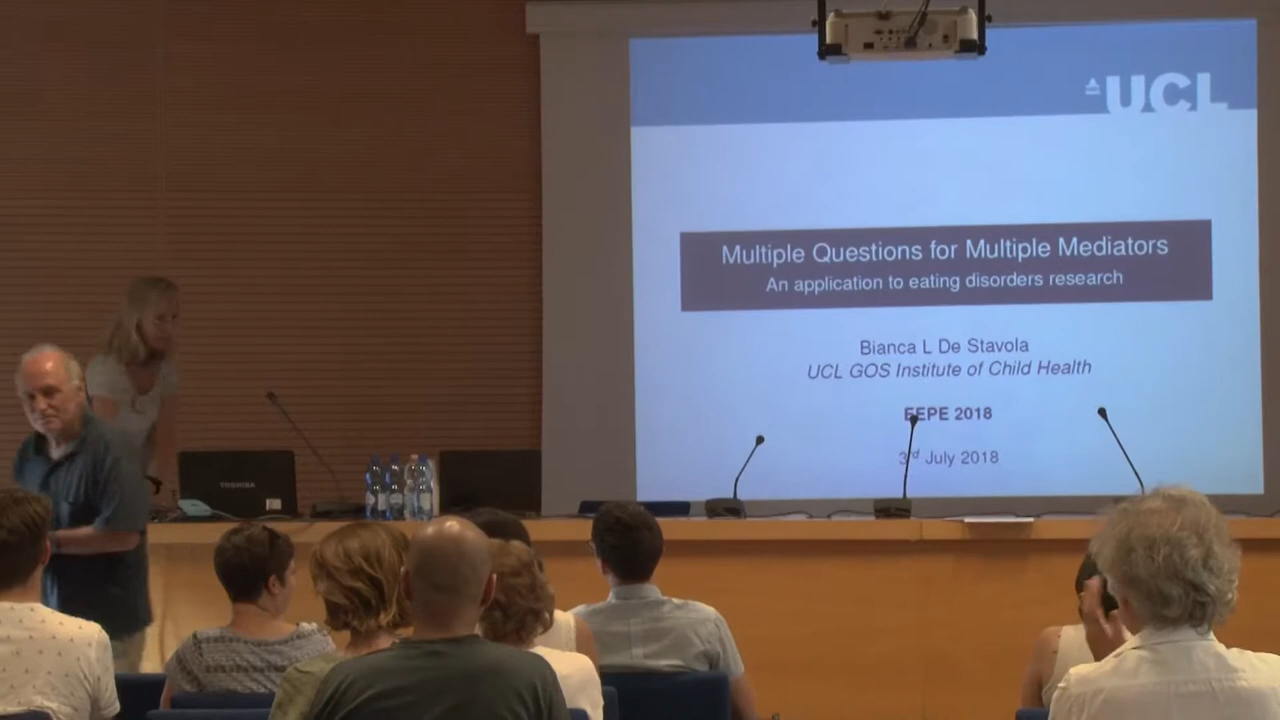 UCL
Multiple Questions for Multiple Mediators
An application to eating disorders research
Bianca L De Stavola
UCL GOS Institute of Child Health
EEPE 2018
3rd July 2018
TOSHIBA